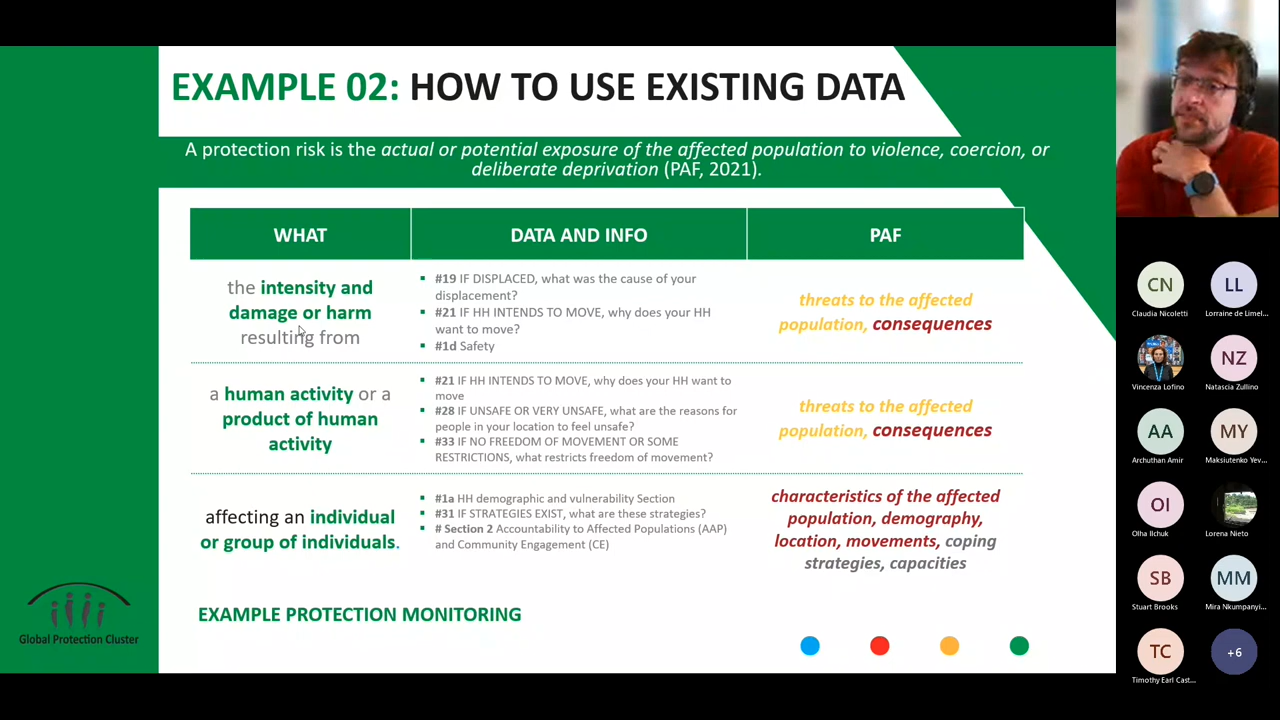 EXAMPLE 02: HOW TO USE EXISTING DATA
A protection risk is the actual or potential exposure of the affected population to violence, coercion, or
deliberate deprivation (PAF, 2021).
WHAT
DATA AND INFO
PAF
the intensity and
damage or harm
resulting from
#19 IF DISPLACED, what was the cause of your
displacement?
#21 IF HH INTENDS TO MOVE, why does your HH
want to move?
#1d Safety
threats to the affected
population, consequences
a human activity or a
product of human
activity
#21 IF HH INTENDS TO MOVE, why does your HH want to
move
#28 IF UNSAFE OR VERY UNSAFE, what are the reasons for
people in your location to feel unsafe?
#33 IF NO FREEDOM OF MOVEMENT OR SOME
RESTRICTIONS, what restricts freedom of movement?
threats to the affected
population, consequences
affecting an individual
or group of individuals.
#1a HH demographic and vulnerability Section
#31 IF STRATEGIES EXIST, what are these strategies?
# Section 2 Accountability to Affected Populations (AAP)
and Community Engagement (CE)
characteristics of the affected
population, demography,
location, movements, coping
strategies, capacities
EXAMPLE PROTECTION MONITORING
Global Protection Cluster
CN
Claudia Nicoletti
LL
Lorraine de Limel...
Vincenza Lofino
NZ
Natascia Zullino
AA
Archuthan Amir
MY
Maksiutenko Yev...
OI
Olha Ilchuk
Lorena Nieto
SB
Stuart Brooks
MM
Mira Nkumpanyi...
TC
Timothy Earl Cast...
+6